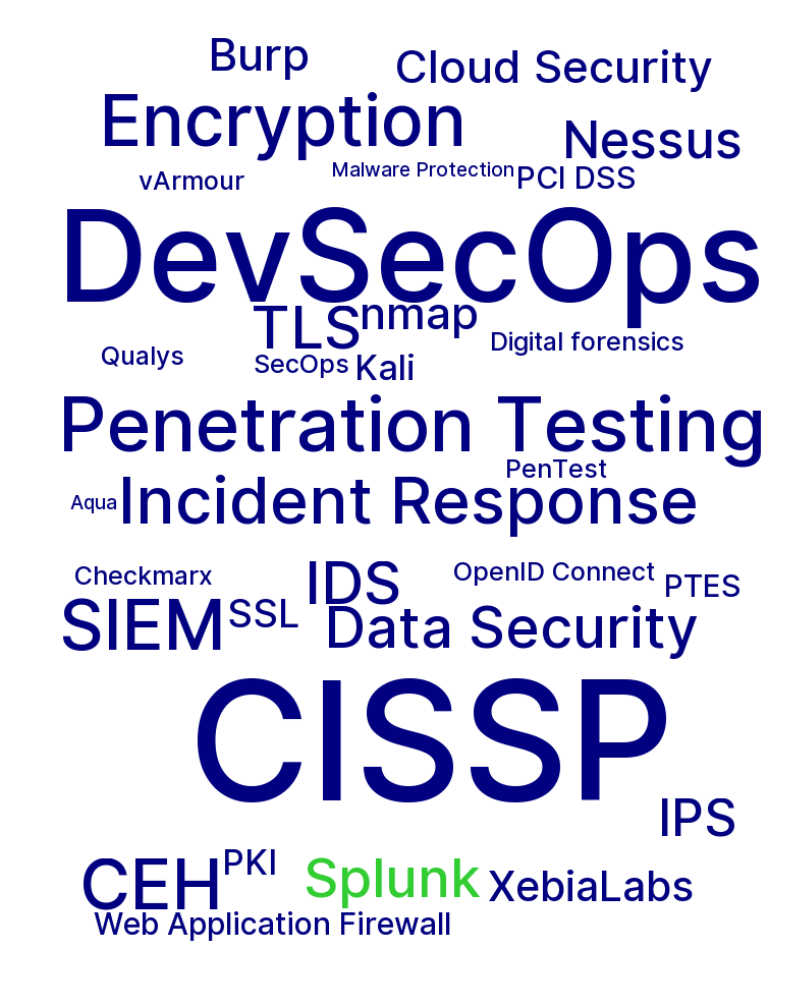 Burp
Cloud Security
Encryption
Nessus
Malware Protection
PCI DSS
vArmour
DevSecOps
TLS
nmap
Digital forensics
Qualys
SecOps
Kali
Penetration Testing
PenTest
Aqua
Incident Response
Checkmarx
IDS
OpenID Connect
PTES
SIEM
SSL
Data Security
CISSP
IPS
CEH
PKI
Splunk
XebiaLabs
Web Application Firewall